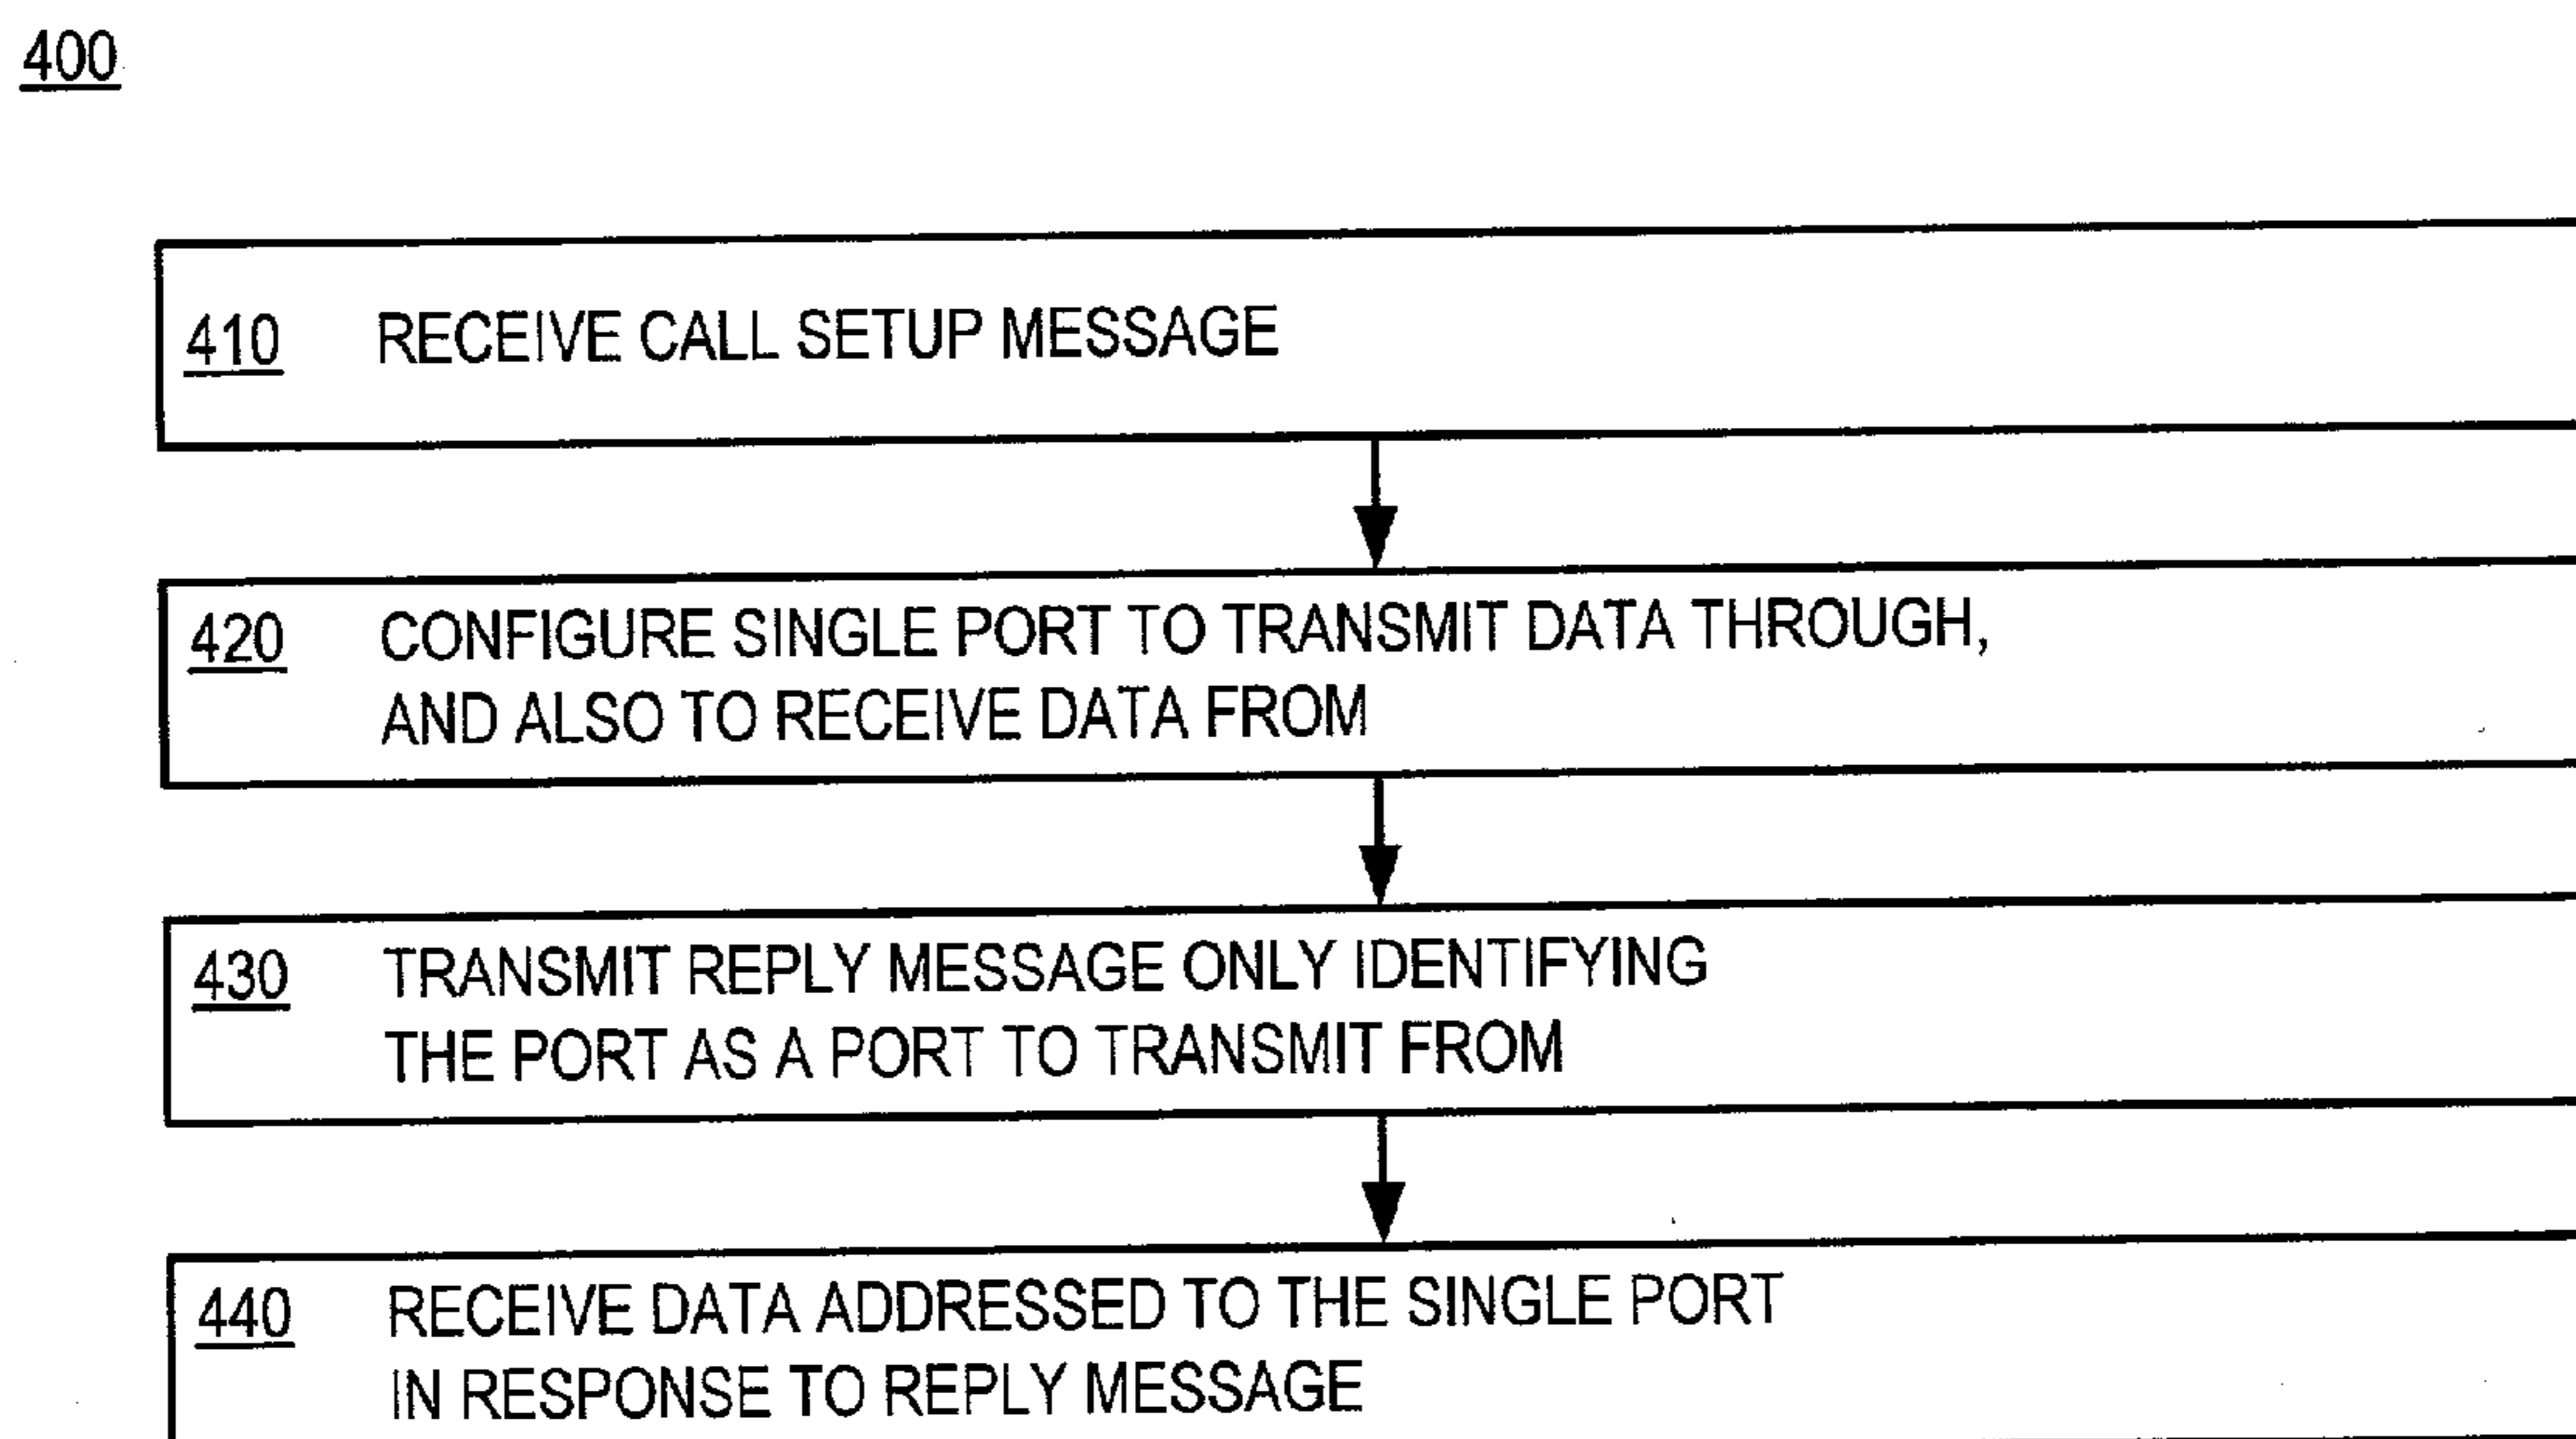 400
410 RECEIVE CALL SETUP MESSAGE
420 CONFIGURE SINGLE PORT TO TRANSMIT DATA THROUGH,
AND ALSO TO RECEIVE DATA FROM
430 TRANSMIT REPLY MESSAGE ONLY IDENTIFYING
THE PORT AS A PORT TO TRANSMIT FROM
440 RECEIVE DATA ADDRESSED TO THE SINGLE PORT
IN RESPONSE TO REPLY MESSAGE